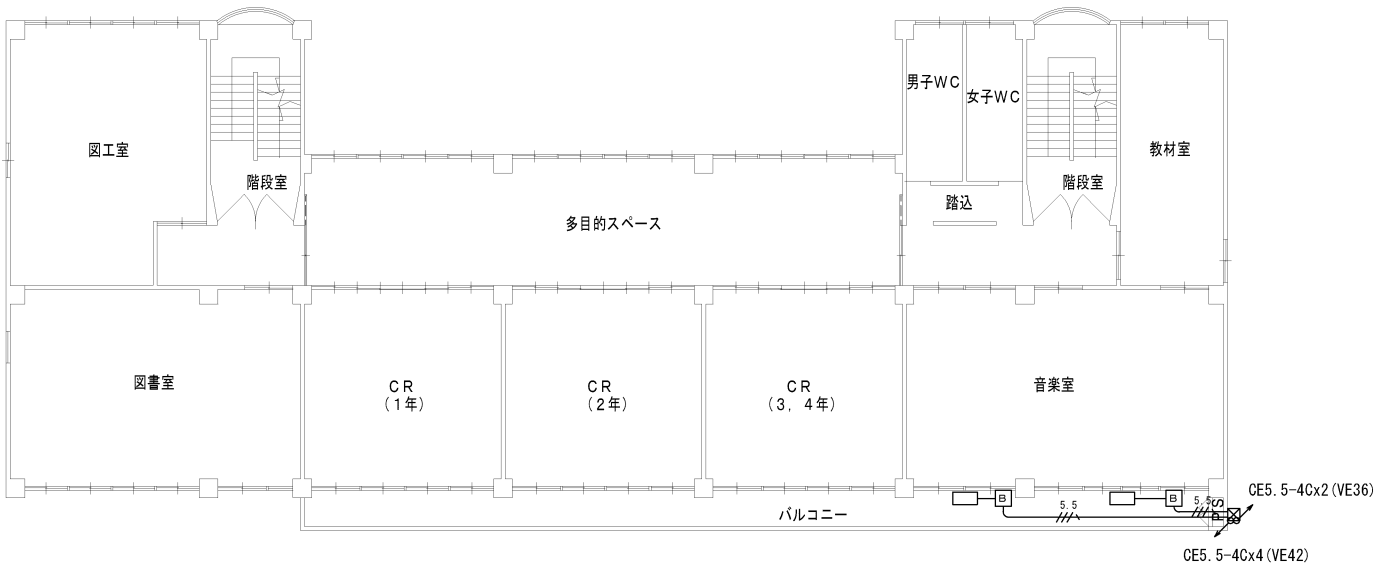 男子WC
女子WC
図工室
教材室
階段室
階段室
踏込
多目的スペース
図書室
CR
(1年)
CR
(2年)
CR
(3,4年)
音楽室
B
B
CE5.5-4Cx2(VE36)
5.5
5.5
PS
バルコニー
CE5.5-4Cx4(VE42)